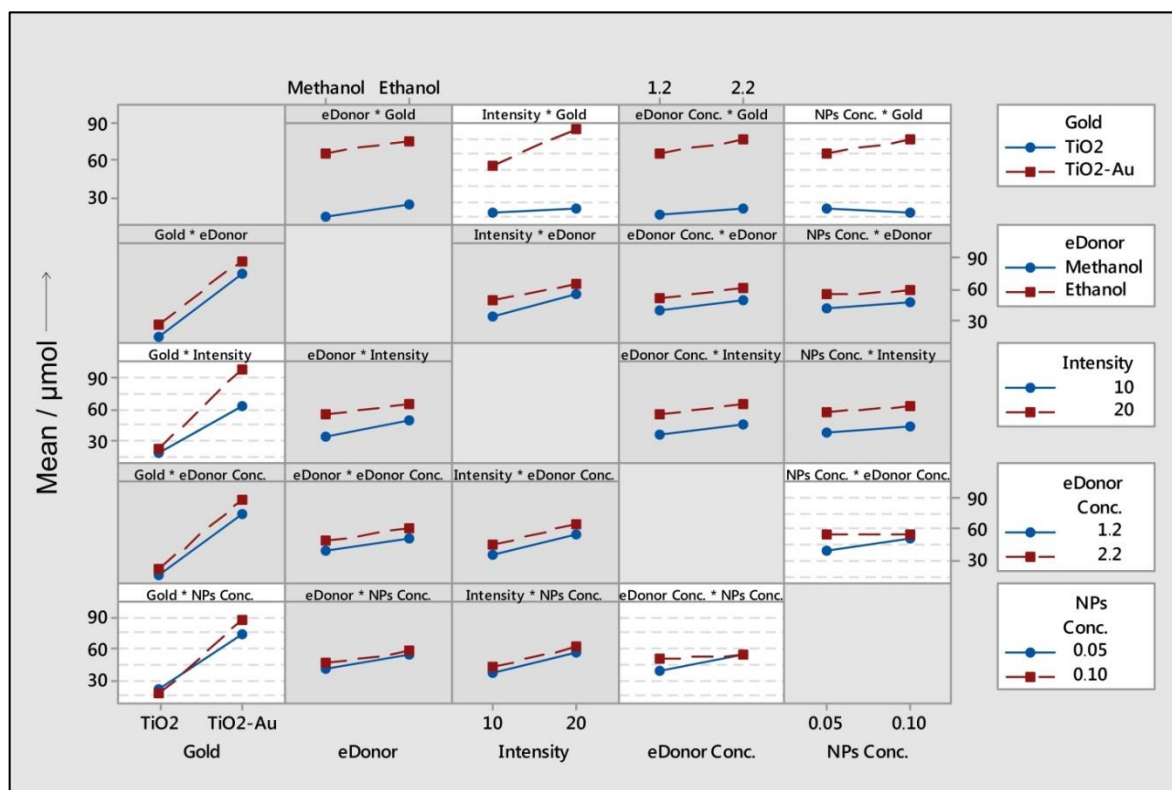 Methanol Ethanol 1.2 2.2
eDonor * Gold Intensity * Gold eDonor Conc. * Gold NPs Conc. * Gold
90
60
30
Gold
TiO2
TiO2-Au
Gold * eDonor Intensity * eDonor eDonor Conc. * eDonor NPs Conc. * eDonor
90
60
30
eDonor
Methanol
Ethanol
Gold * Intensity eDonor * Intensity eDonor Conc. * Intensity NPs Conc. * Intensity
90
60
30
Intensity
10
20
Gold * eDonor Conc. eDonor * eDonor Conc. Intensity * eDonor Conc. NPs Conc. * eDonor Conc.
90
60
30
eDonor
Conc.
1.2
2.2
Gold * NPs Conc. eDonor * NPs Conc. Intensity * NPs Conc. eDonor Conc. * NPs Conc.
90
60
30
NPs
Conc.
0.05
0.10
TiO2 TiO2-Au 10 20 0.05 0.10
Gold eDonor Intensity eDonor Conc. NPs Conc.
Mean / µmol